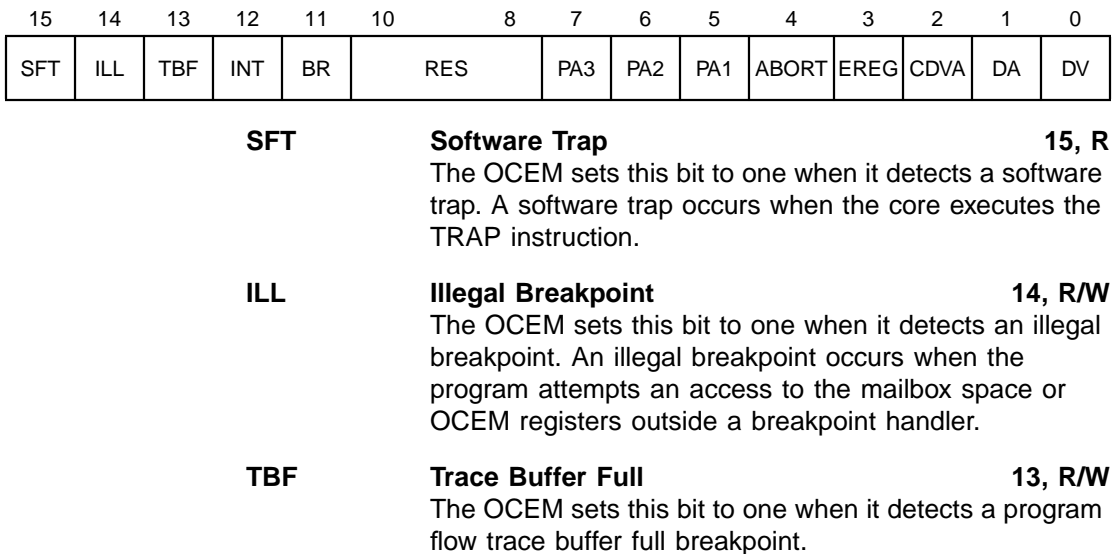 15 14 13 12 11 10 8 7 6 5 4 3 2 1 0
SFT ILL TBF INT BR RES PA3 PA2 PA1 ABORT EREG CDVA DA DV
SFT Software Trap 15, R
The OCEM sets this bit to one when it detects a software
trap. A software trap occurs when the core executes the
TRAP instruction.
ILL Illegal Breakpoint 14, R/W
The OCEM sets this bit to one when it detects an illegal
breakpoint. An illegal breakpoint occurs when the
program attempts an access to the mailbox space or
OCEM registers outside a breakpoint handler.
TBF Trace Buffer Full 13, R/W
The OCEM sets this bit to one when it detects a program
flow trace buffer full breakpoint.